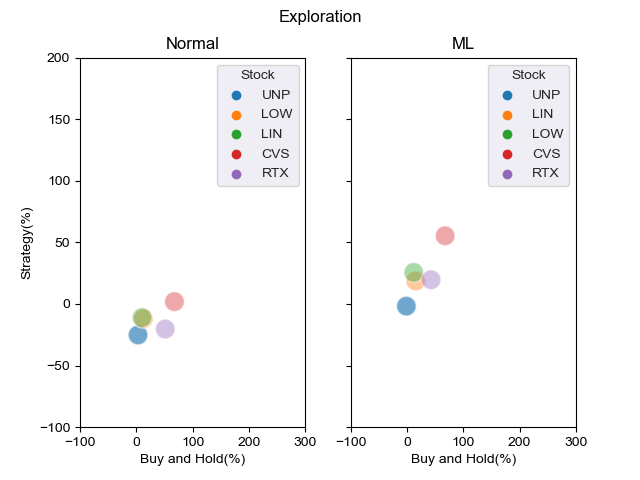 Exploration
Normal
ML
Strategy(%)
200
150
100
50
0
−50
−100
Stock
UNP
LOW
LIN
CVS
RTX
−100
0
100
200
300
Buy and Hold(%)
Stock
UNP
LIN
LOW
CVS
RTX
−100
0
100
200
300
Buy and Hold(%)